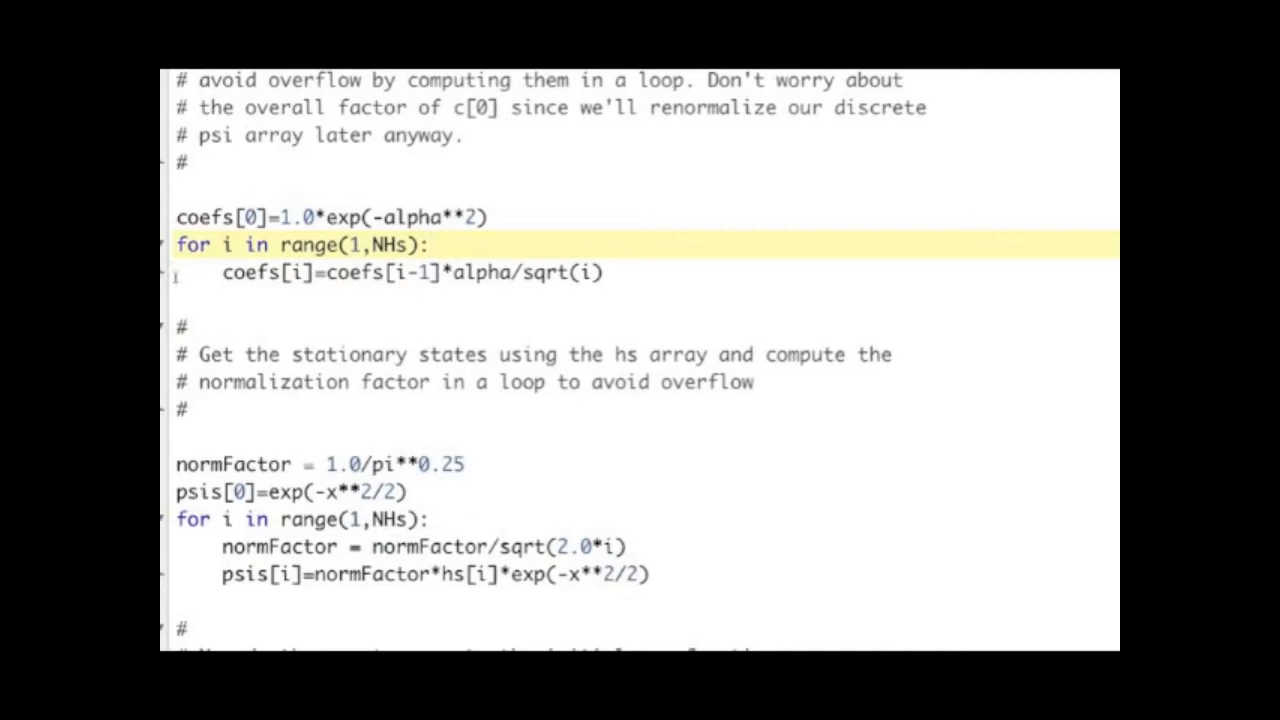 # avoid overflow by computing them in a loop. Don't worry about
# the overall factor of c[0] since we'll renormalize our discrete
# psi array later anyway.
#
coefs[0]=1.0*exp(-alpha**2)
for i in range(1,NHs):
    coefs[i]=coefs[i-1]*alpha/sqrt(i)
#
# Get the stationary states using the hs array and compute the
# normalization factor in a loop to avoid overflow
#
normFactor = 1.0/pi**0.25
psis[0]=exp(-x**2/2)
for i in range(1,NHs):
    normFactor = normFactor/sqrt(2.0*i)
    psis[i]=normFactor*hs[i]*exp(-x**2/2)
#